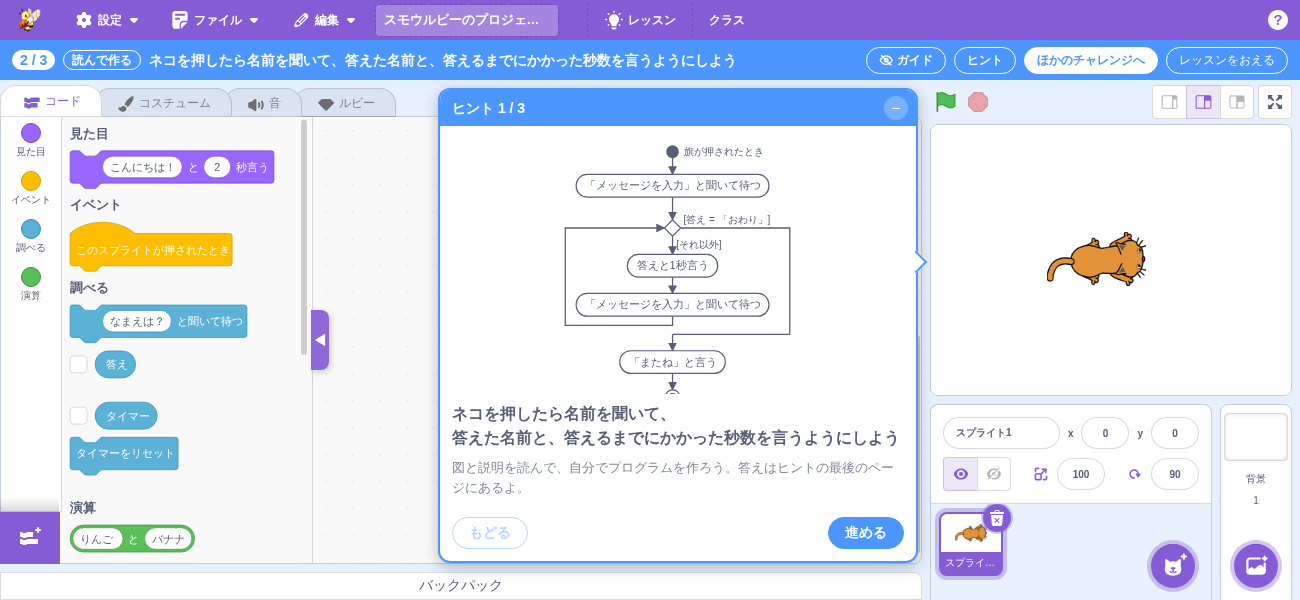 設定 ファイル 編集 スモウルビーのプロジェ… レッスン クラス ?
2 / 3 読んで作る ネコを押したら名前を聞いて、答えた名前と、答えるまでにかかった秒数を言うようにしよう ガイド ヒント ほかのチャレンジへ レッスンをおえる
コード コスチューム 音 ルビー
見た目
イベント
調べる
演算
見た目
こんにちは！ と 2 秒言う
イベント
このスプライトが押されたとき
調べる
なまえは？ と聞いて待つ
答え
タイマー
タイマーをリセット
演算
りんご と バナナ
ヒント 1 / 3
旗が押されたとき
「メッセージを入力」と聞いて待つ
[答え = 「おわり」]
[それ以外]
答えと1秒言う
「メッセージを入力」と聞いて待つ
「またね」と言う
ネコを押したら名前を聞いて、
答えた名前と、答えるまでにかかった秒数を言うようにしよう
図と説明を読んで、自分でプログラムを作ろう。答えはヒントの最後のペー
ジにあるよ。
もどる 進める
スプライト1 x 0 y 0
100 90
スプライ…
背景
1
バックパック